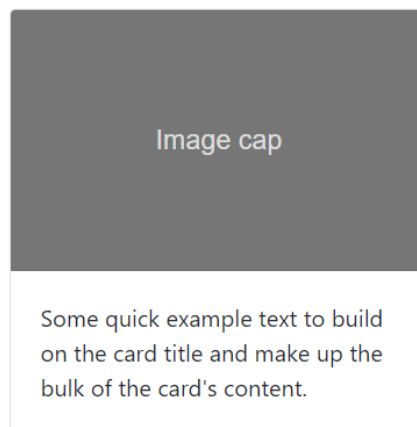 Image cap
Some quick example text to build
on the card title and make up the
bulk of the card's content.